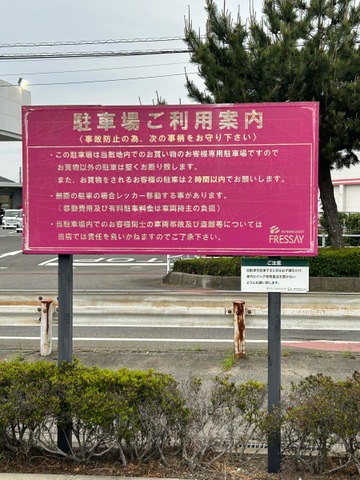 駐車場ご利用案内
〈事故防止の為、次の事柄をお守り下さい〉
・この駐車場は当敷地内でのお買い物のお客様専用駐車場ですので
お買物以外の駐車は堅くお断り致します。
また、お買物をされるお客様の駐車は2時間以内でお願いします。
・無断の駐車の場合レッカー移動する事があります。
(移動費用及び有料駐車料金は車両持主の負担)
・当駐車場内でのお客様同士の車両事故及び盗難等については
当店では責任を負いかねますのでご了承下さい。
FRESSAY
ご注意